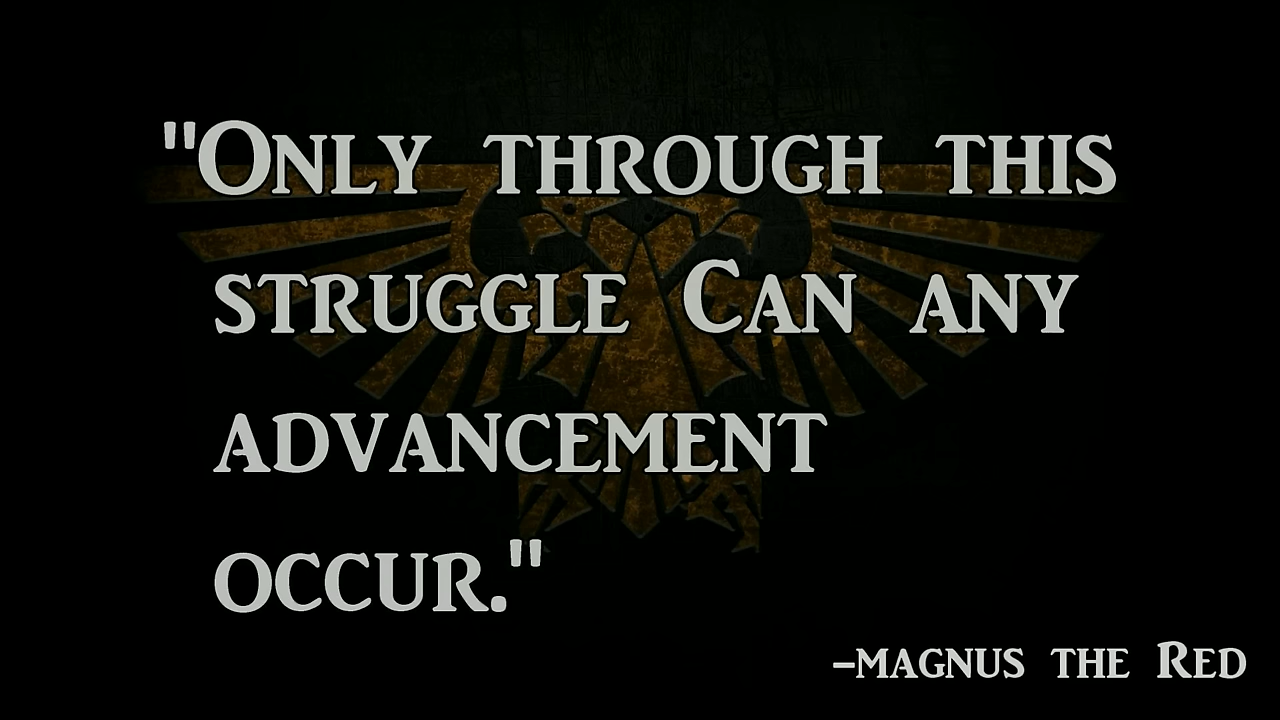 "Only through this
struggle Can any
advancement
occur."
-magnus the Red